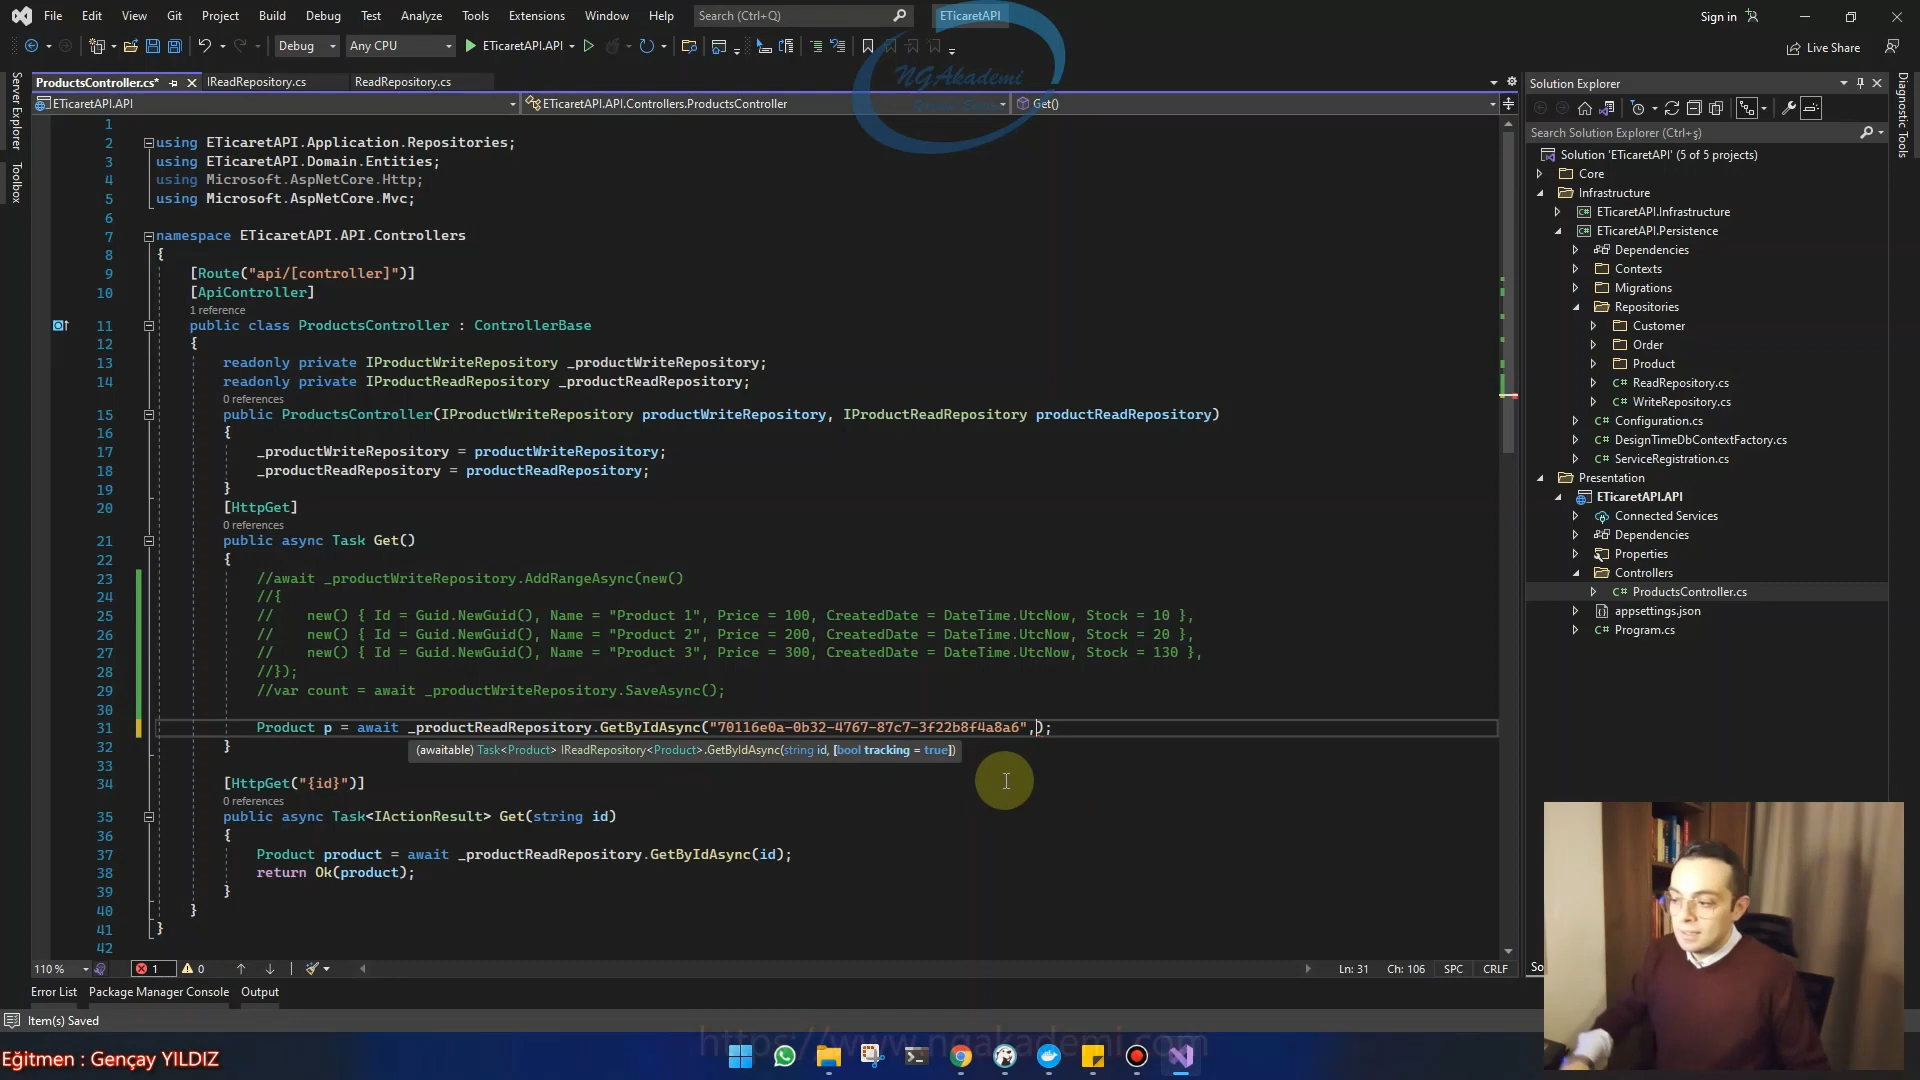 File Edit View Git Project Build Debug Test Analyze Tools Extensions Window Help Search (Ctrl+Q) ETicaretAPI Sign in
Debug Any CPU ETicaretAPI.API Live Share
NGAkademi
ProductsController.cs* IReadRepository.cs ReadRepository.cs
ETicaretAPI.API ETicaretAPI.API.Controllers.ProductsController Get()
Server Explorer
Toolbox
1
2 using ETicaretAPI.Application.Repositories;
3 using ETicaretAPI.Domain.Entities;
4 using Microsoft.AspNetCore.Http;
5 using Microsoft.AspNetCore.Mvc;
6
7 namespace ETicaretAPI.API.Controllers
8 {
9 [Route("api/[controller]")]
10 [ApiController]
1 reference
11 public class ProductsController : ControllerBase
12 {
13 readonly private IProductWriteRepository _productWriteRepository;
14 readonly private IProductReadRepository _productReadRepository;
0 references
15 public ProductsController(IProductWriteRepository productWriteRepository, IProductReadRepository productReadRepository)
16 {
17 _productWriteRepository = productWriteRepository;
18 _productReadRepository = productReadRepository;
19 }
20 [HttpGet]
0 references
21 public async Task Get()
22 {
23 //await _productWriteRepository.AddRangeAsync(new()
24 //{
25 // new() { Id = Guid.NewGuid(), Name = "Product 1", Price = 100, CreatedDate = DateTime.UtcNow, Stock = 10 },
26 // new() { Id = Guid.NewGuid(), Name = "Product 2", Price = 200, CreatedDate = DateTime.UtcNow, Stock = 20 },
27 // new() { Id = Guid.NewGuid(), Name = "Product 3", Price = 300, CreatedDate = DateTime.UtcNow, Stock = 130 },
28 //});
29 //var count = await _productWriteRepository.SaveAsync();
30
31 Product p = await _productReadRepository.GetByIdAsync("70116e0a-0b32-4767-87c7-3f22b8f4a8a6",);
(awaitable) Task<Product> IReadRepository<Product>.GetByIdAsync(string id, [bool tracking = true])
32 }
33
34 [HttpGet("{id}")]
0 references
35 public async Task<IActionResult> Get(string id)
36 {
37 Product product = await _productReadRepository.GetByIdAsync(id);
38 return Ok(product);
39 }
40 }
41 }
42
110 % 1 0 Ln: 31 Ch: 106 SPC CRLF
Error List Package Manager Console Output
Item(s) Saved
Solution Explorer
Search Solution Explorer (Ctrl+ş)
Solution 'ETicaretAPI' (5 of 5 projects)
Core
Infrastructure
ETicaretAPI.Infrastructure
ETicaretAPI.Persistence
Dependencies
Contexts
Migrations
Repositories
Customer
Order
Product
C# ReadRepository.cs
C# WriteRepository.cs
C# Configuration.cs
C# DesignTimeDbContextFactory.cs
C# ServiceRegistration.cs
Presentation
ETicaretAPI.API
Connected Services
Dependencies
Properties
Controllers
C# ProductsController.cs
appsettings.json
C# Program.cs
So
Diagnostic Tools
https://www.ngakademi.com
Eğitmen : Gençay YILDIZ